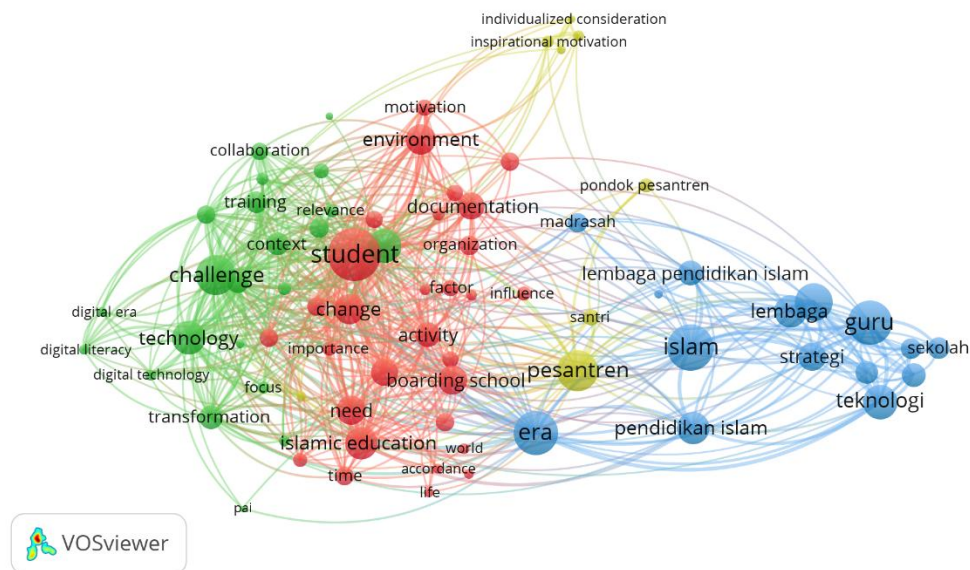 individualized consideration
inspirational motivation
motivation
environment
collaboration
pondok pesantren
training
relevance
documentation
madrasah
context
organization
student
challenge
lembaga pendidikan islam
factor
influence
digital era
change
lembaga
santri
guru
technology
activity
islam
digital literacy
importance
strategi
sekolah
digital technology
pesantren
focus
boarding school
teknologi
transformation
need
era
pendidikan islam
islamic education
world
time
accordance
life
pai
VOSviewer